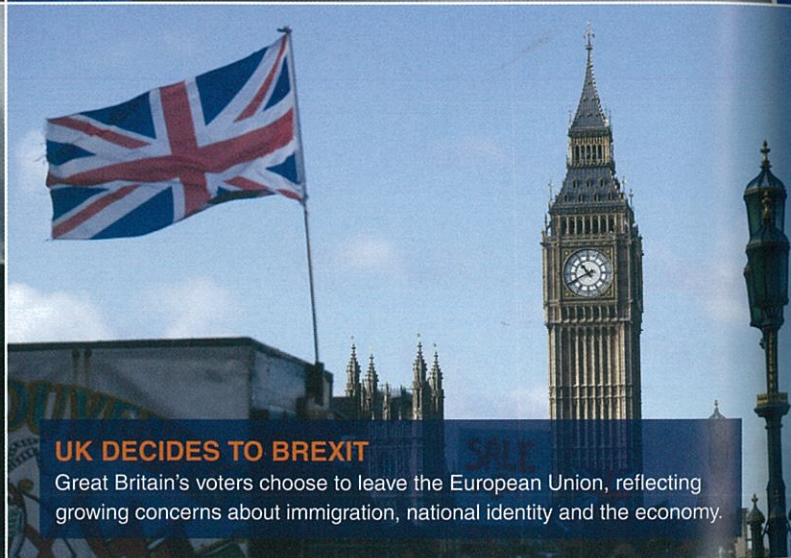 SALE
UK DECIDES TO BREXIT
Great Britain's voters choose to leave the European Union, reflecting
growing concerns about immigration, national identity and the economy.